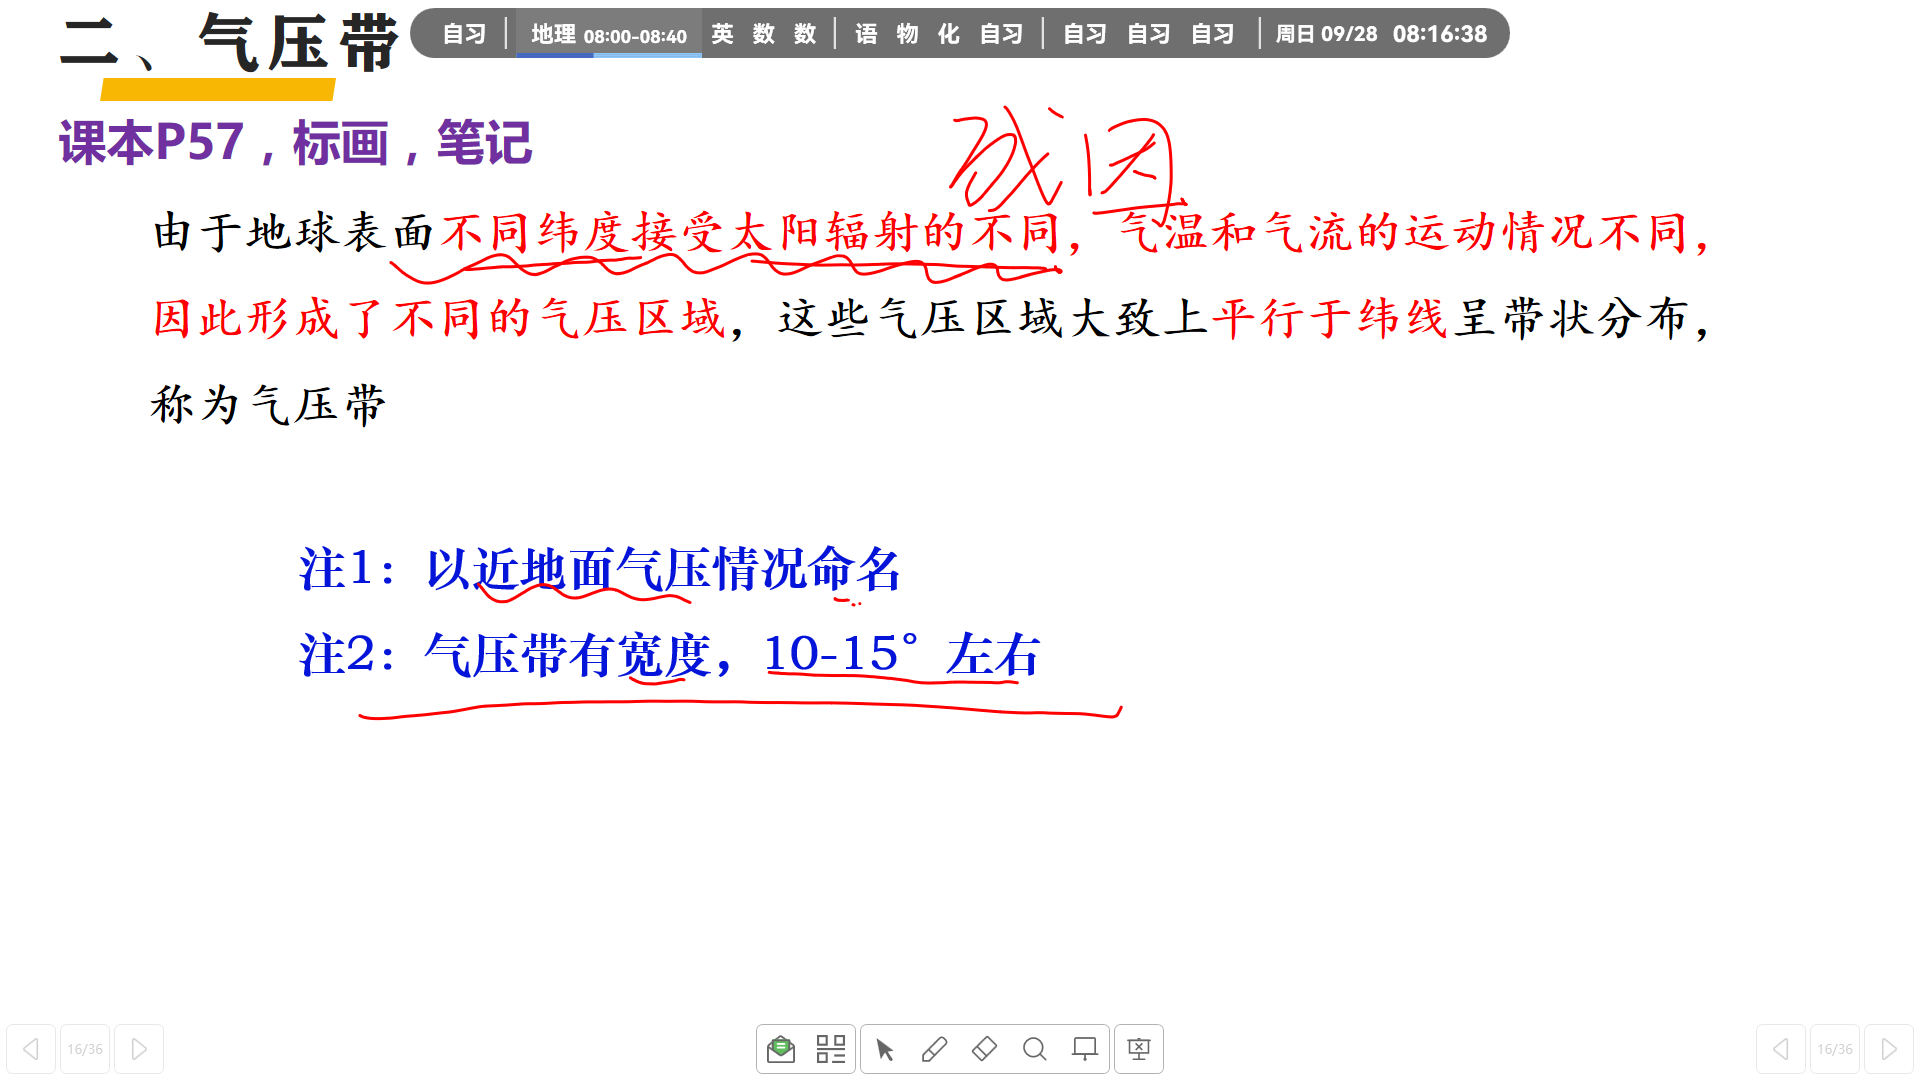 二、气压带
自习 地理 08:00-08:40 英 数 数 语 物 化 自习 自习 自习 自习 周日 09/28 08:16:38
课本P57，标画，笔记
成因
由于地球表面不同纬度接受太阳辐射的不同，气温和气流的运动情况不同，
因此形成了不同的气压区域，这些气压区域大致上平行于纬线呈带状分布，
称为气压带
注1：以近地面气压情况命名
注2：气压带有宽度，10-15°左右
16/36
16/36